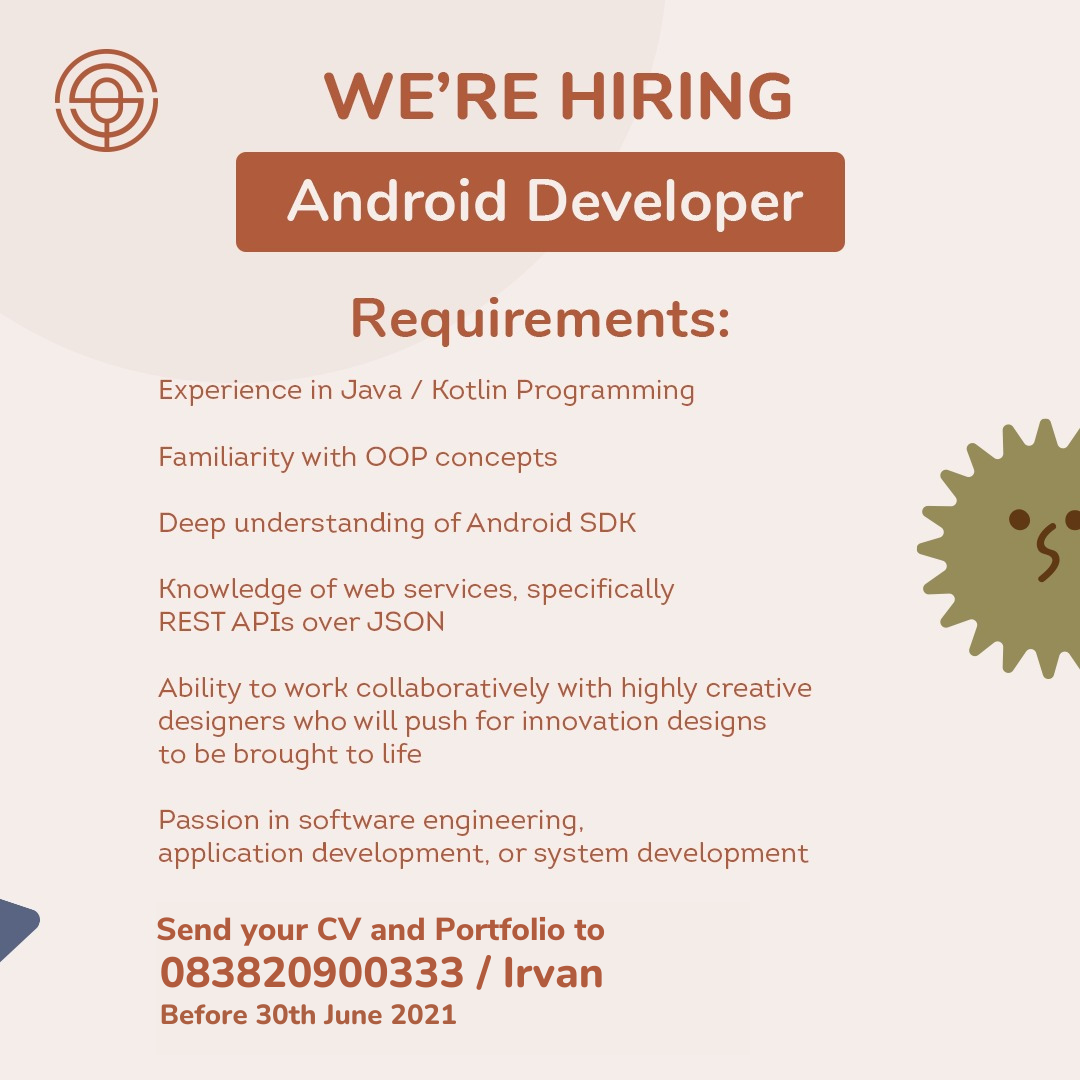 WE’RE HIRING
Android Developer
Requirements:
Experience in Java / Kotlin Programming
Familiarity with OOP concepts
Deep understanding of Android SDK
Knowledge of web services, specifically
REST APIs over JSON
Ability to work collaboratively with highly creative
designers who will push for innovation designs
to be brought to life
Passion in software engineering,
application development, or system development
Send your CV and Portfolio to
083820900333 / Irvan
Before 30th June 2021